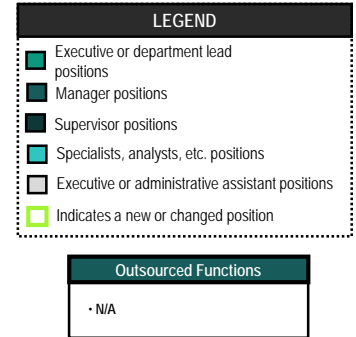 LEGEND
Executive or department lead
positions
Manager positions
Supervisor positions
Specialists, analysts, etc. positions
Executive or administrative assistant positions
Indicates a new or changed position
Outsourced Functions
• N/A